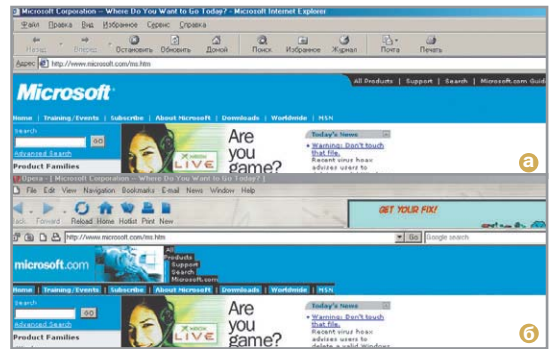 Microsoft Corporation -- Where Do You Want to Go Today? - Microsoft Internet Explorer
Файл Правка Вид Избранное Сервис Справка
Назад Вперед Остановить Обновить Домой Поиск Избранное Журнал Почта Печать
Адрес http://www.microsoft.com/ms.htm
All Products | Support | Search | Microsoft.com Guid
Microsoft
Home | Training/Events | Subscribe | About Microsoft | Downloads | Worldwide | MSN
Search
GO
Advanced Search
Product Families
LIVE
Are
you
game?
Today's News
Warning: Don't touch
that file.
Recent virus hoax
advises users to
а
Opera - [Microsoft Corporation -- Where Do You Want to Go Today?]
File Edit View Navigation Bookmarks E-mail News Window Help
Back Forward Reload Home Hotlist Print New
GET YOUR FIX!
http://www.microsoft.com/ms.htm Go Google search
microsoft.com
All
Products
Support
Search
Microsoft.com
Home | Training/Events | Subscribe | About Microsoft | Downloads | Worldwide | MSN
Search
GO
Advanced Search
Product Families
LIVE
Are
you
game?
Today's News
Warning: Don't touch
that file.
Recent virus hoax
advises users to
delete a valid Windows
б